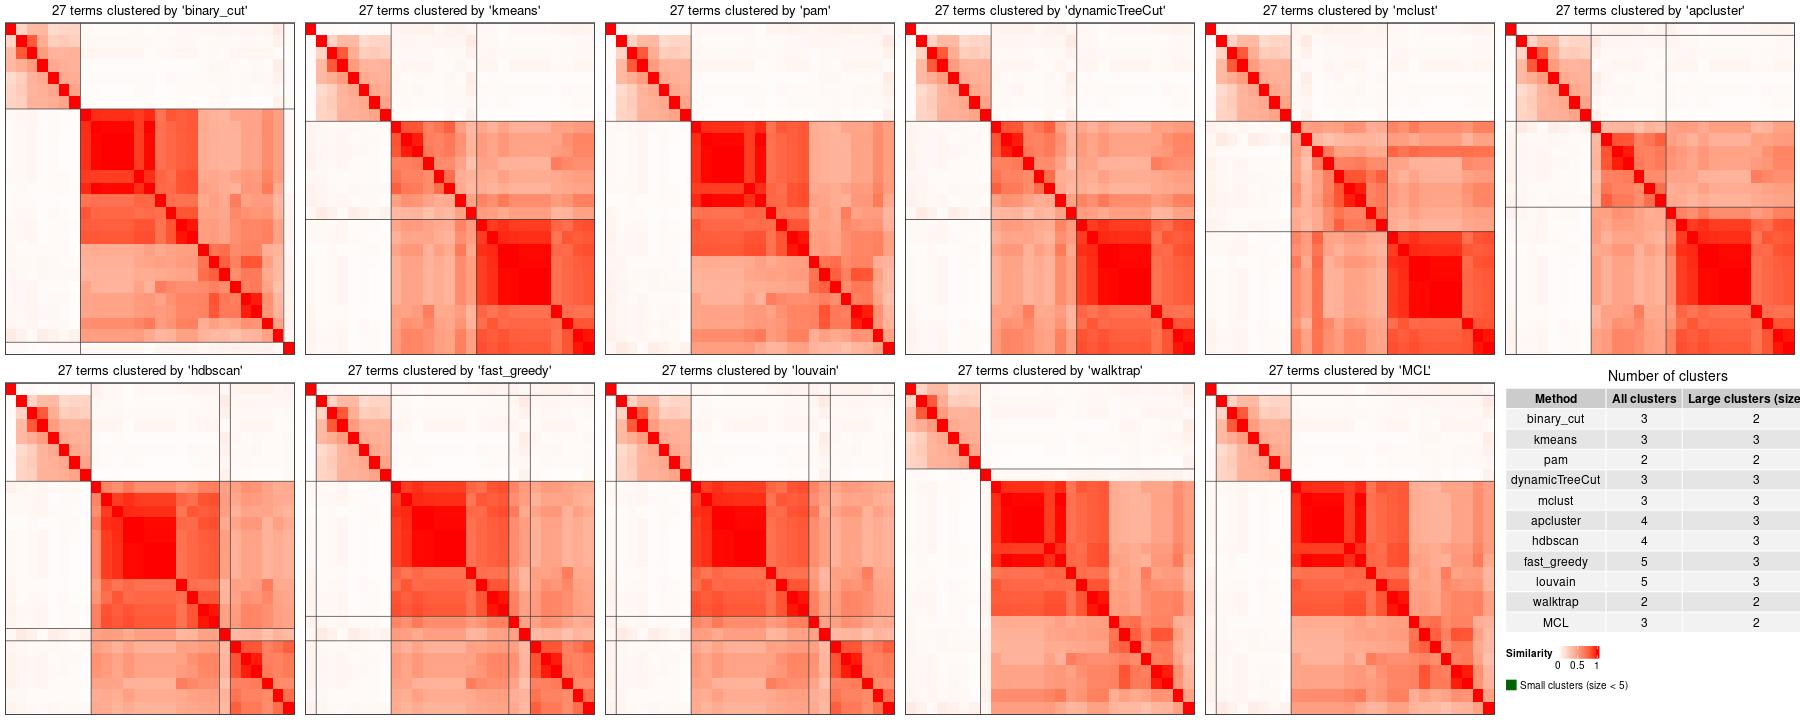 27 terms clustered by 'binary_cut'
27 terms clustered by 'kmeans'
27 terms clustered by 'pam'
27 terms clustered by 'dynamicTreeCut'
27 terms clustered by 'mclust'
27 terms clustered by 'apcluster'
27 terms clustered by 'hdbscan'
27 terms clustered by 'fast_greedy'
27 terms clustered by 'louvain'
27 terms clustered by 'walktrap'
27 terms clustered by 'MCL'
Number of clusters
Method All clusters Large clusters (size
binary_cut 3 2
kmeans 3 3
pam 2 2
dynamicTreeCut 3 3
mclust 3 3
apcluster 4 3
hdbscan 4 3
fast_greedy 5 3
louvain 5 3
walktrap 2 2
MCL 3 2
Similarity
0 0.5 1
Small clusters (size < 5)